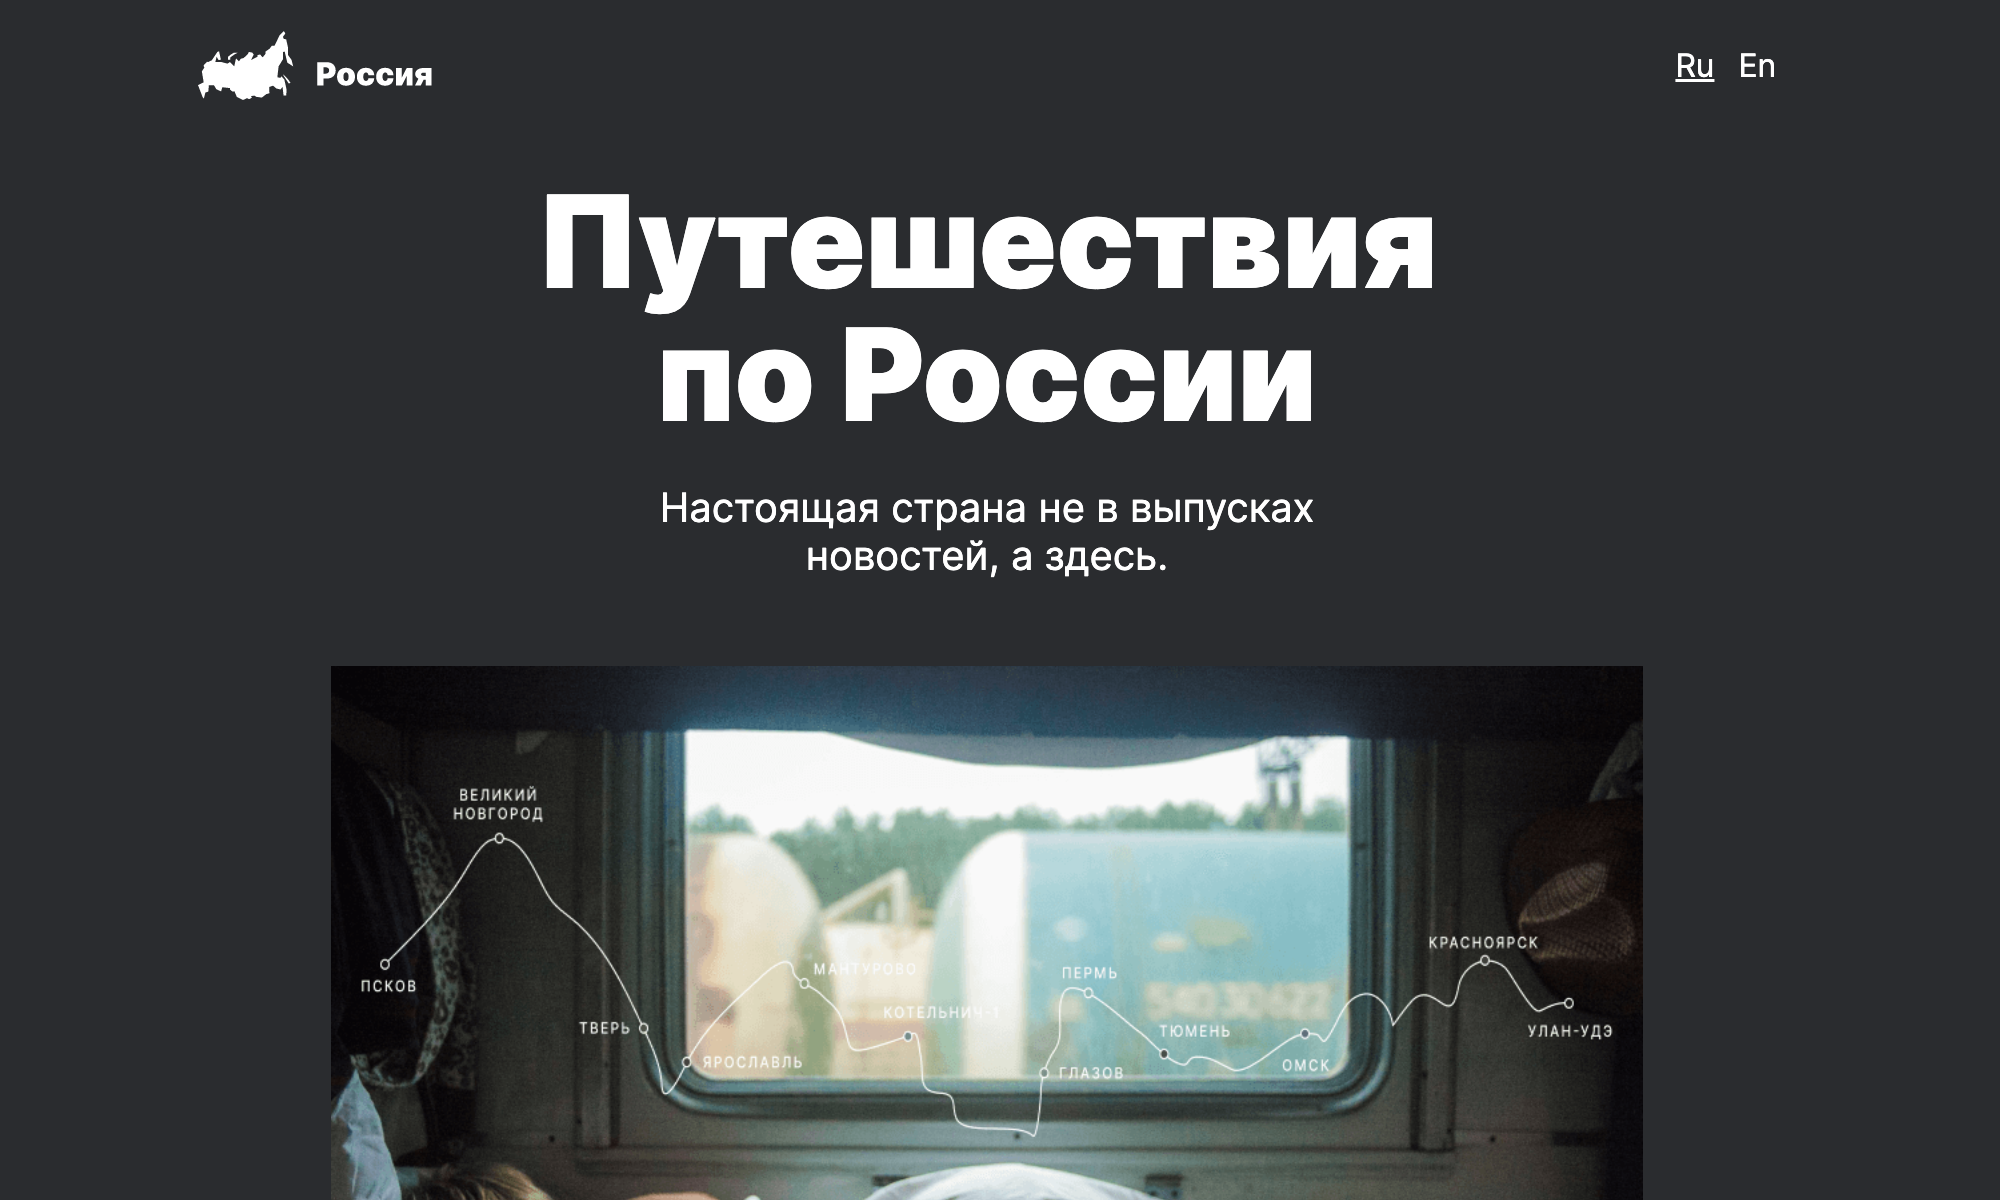 Россия
Ru En
Путешествия
по России
Настоящая страна не в выпусках
новостей, а здесь.
ВЕЛИКИЙ
НОВГОРОД
ПСКОВ
ТВЕРЬ
ЯРОСЛАВЛЬ
МАНТУРОВО
КОТЕЛЬНИЧ-1
ГЛАЗОВ
ПЕРМЬ
ТЮМЕНЬ
ОМСК
КРАСНОЯРСК
УЛАН-УДЭ